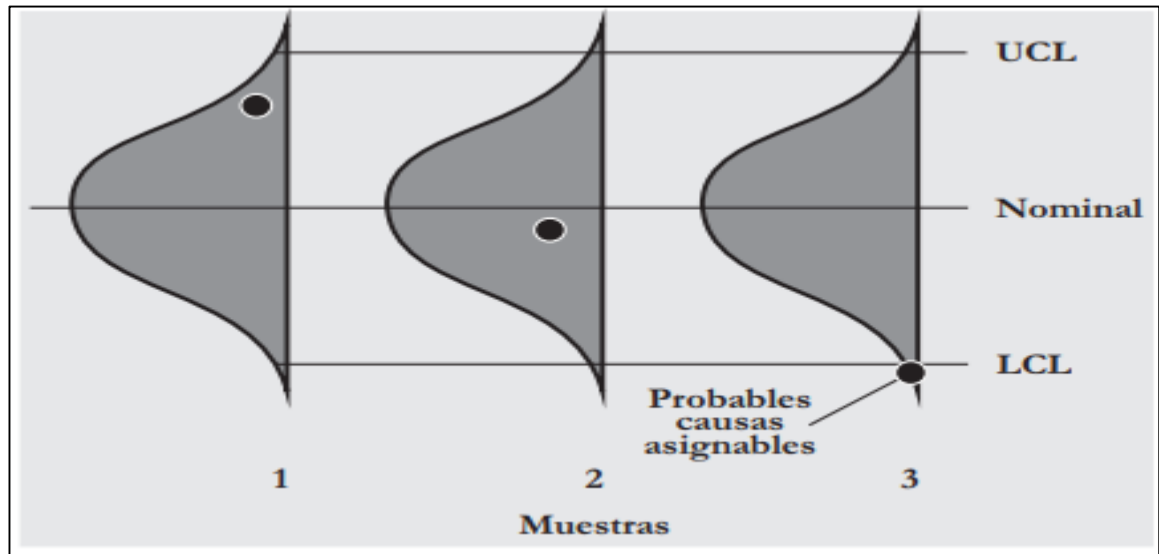 UCL
Nominal
LCL
Probables
causas
asignables
1 2 3
Muestras